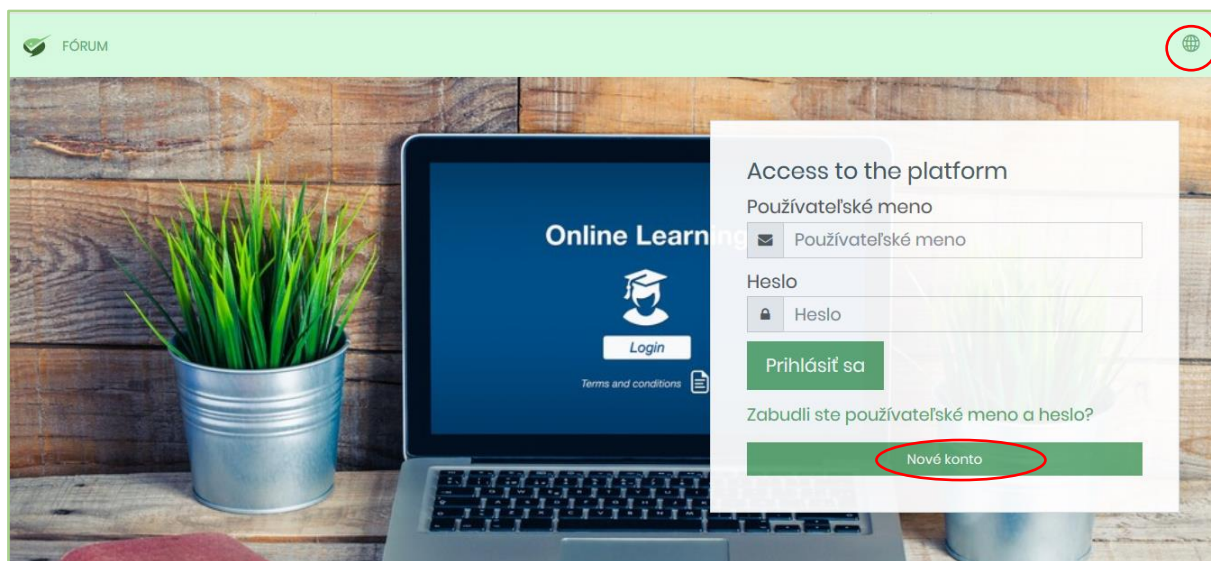 FÓRUM
Access to the platform
Používateľské meno
Používateľské meno
Heslo
Heslo
Prihlásiť sa
Zabudli ste používateľské meno a heslo?
Nové konto
Online Learning
Login
Terms and conditions